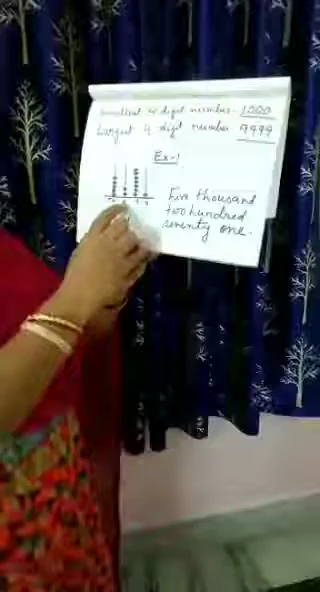 Smallest 4 digit number - 1000
Largest 4 digit number 9999
Ex-1
Five thousand
two hundred
seventy one.